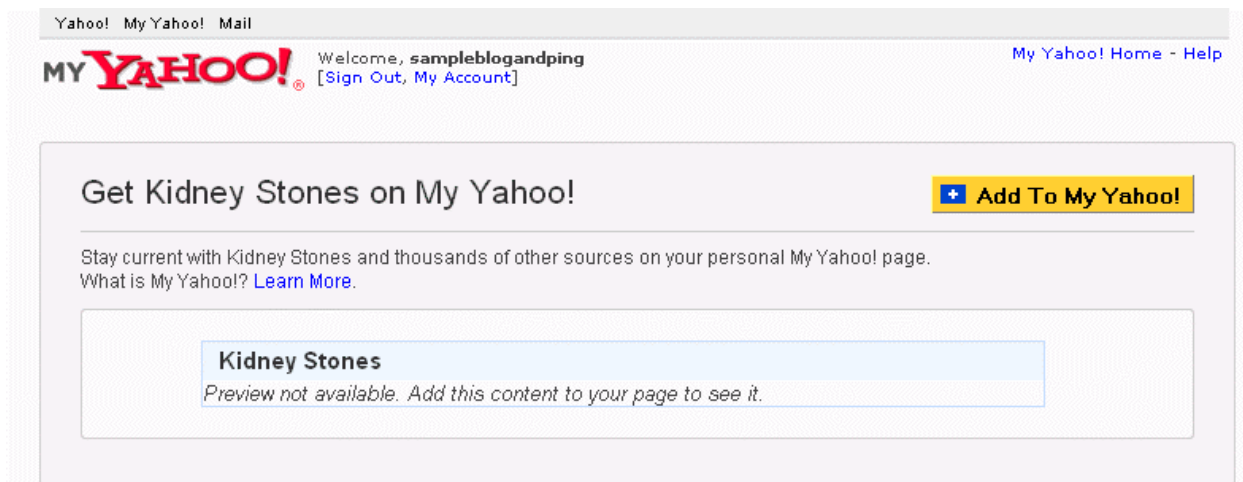 Yahoo! My Yahoo! Mail
MY YAHOO!® Welcome, sampleblogandping
[Sign Out, My Account]
My Yahoo! Home - Help
Get Kidney Stones on My Yahoo!
Add To My Yahoo!
Stay current with Kidney Stones and thousands of other sources on your personal My Yahoo! page.
What is My Yahoo!? Learn More.
Kidney Stones
Preview not available. Add this content to your page to see it.